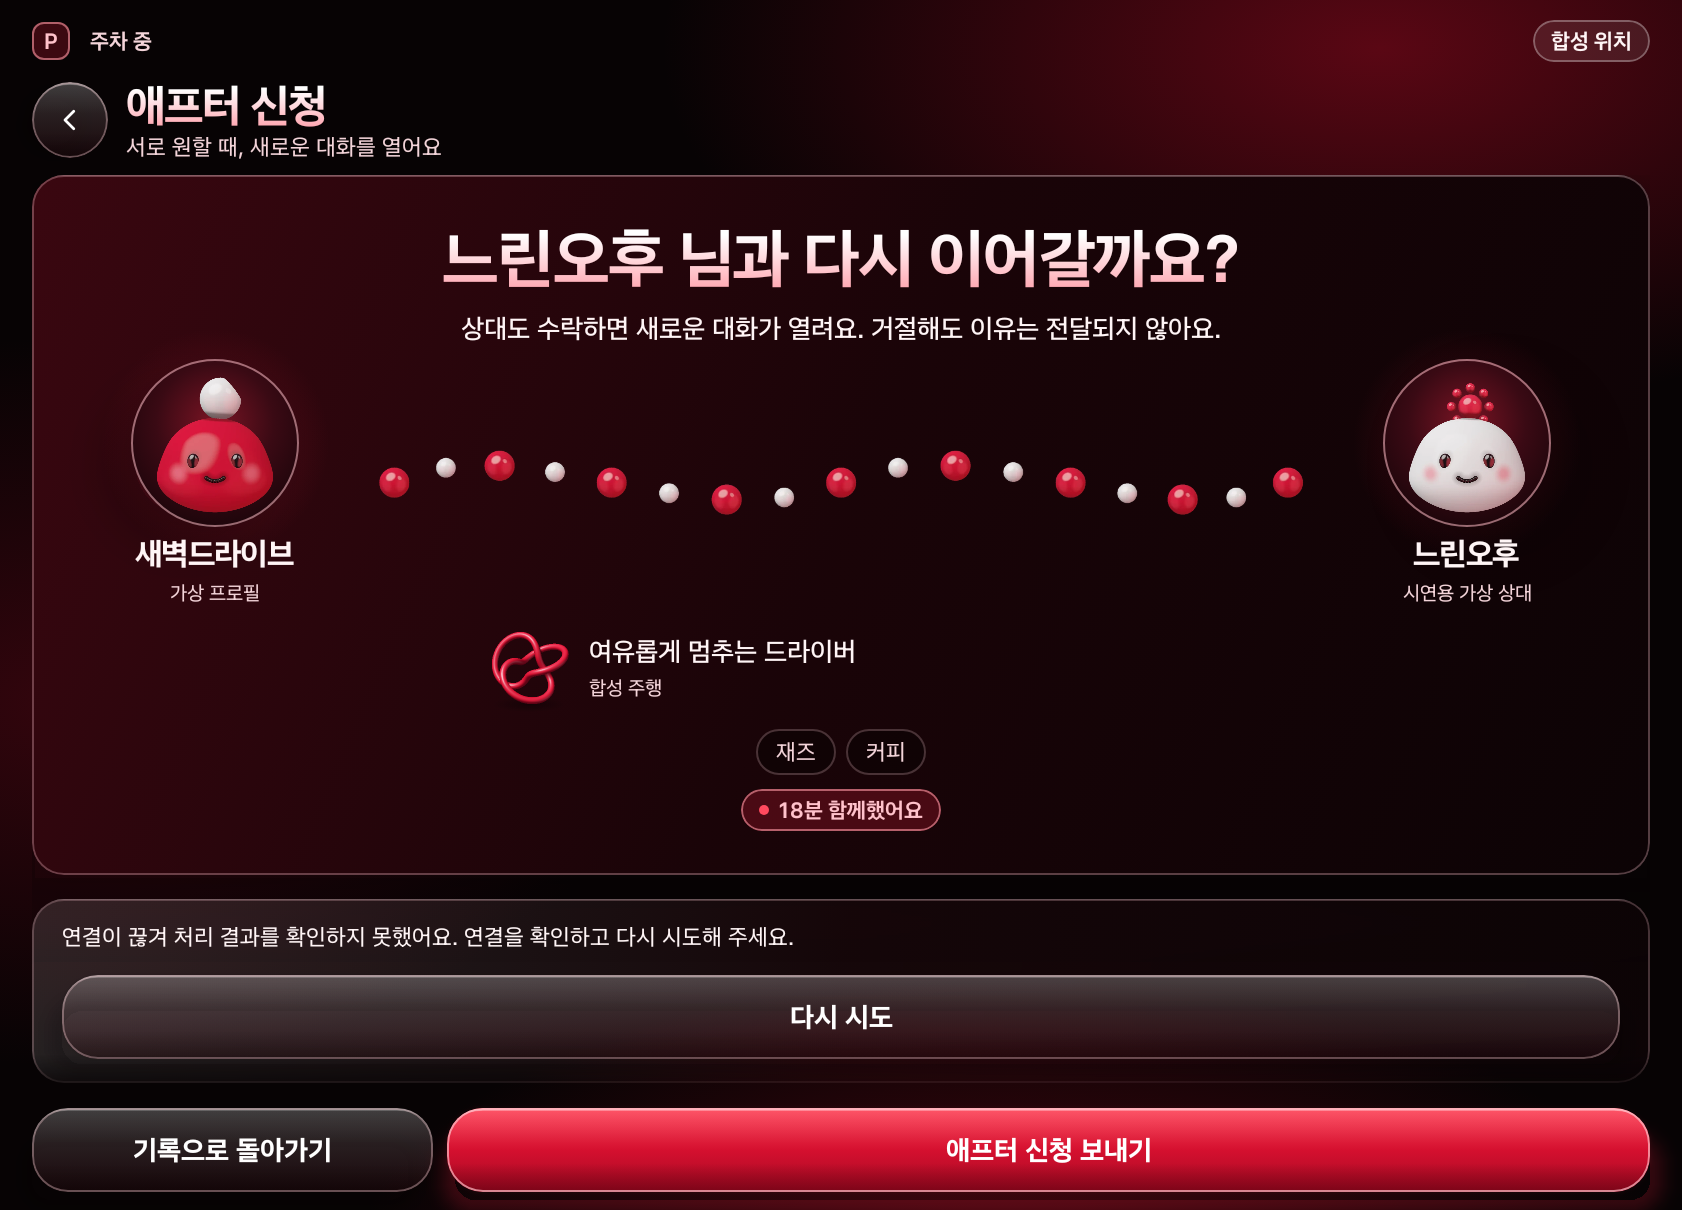 P 주차 중
합성 위치
애프터 신청
서로 원할 때, 새로운 대화를 열어요
느린오후 님과 다시 이어갈까요?
상대도 수락하면 새로운 대화가 열려요. 거절해도 이유는 전달되지 않아요.
새벽드라이브
가상 프로필
느린오후
시연용 가상 상대
여유롭게 멈추는 드라이버
합성 주행
재즈
커피
18분 함께했어요
연결이 끊겨 처리 결과를 확인하지 못했어요. 연결을 확인하고 다시 시도해 주세요.
다시 시도
기록으로 돌아가기
애프터 신청 보내기